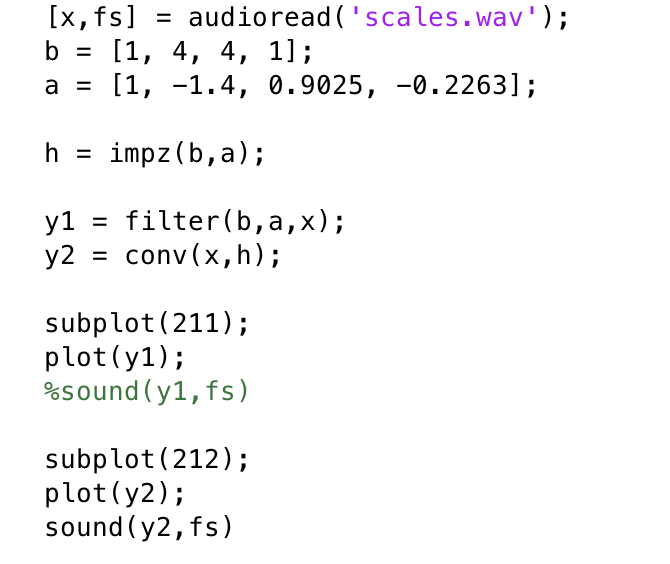 [x,fs] = audioread('scales.wav');
b = [1, 4, 4, 1];
a = [1, -1.4, 0.9025, -0.2263];
h = impz(b,a);
y1 = filter(b,a,x);
y2 = conv(x,h);
subplot(211);
plot(y1);
%sound(y1,fs)
subplot(212);
plot(y2);
sound(y2,fs)